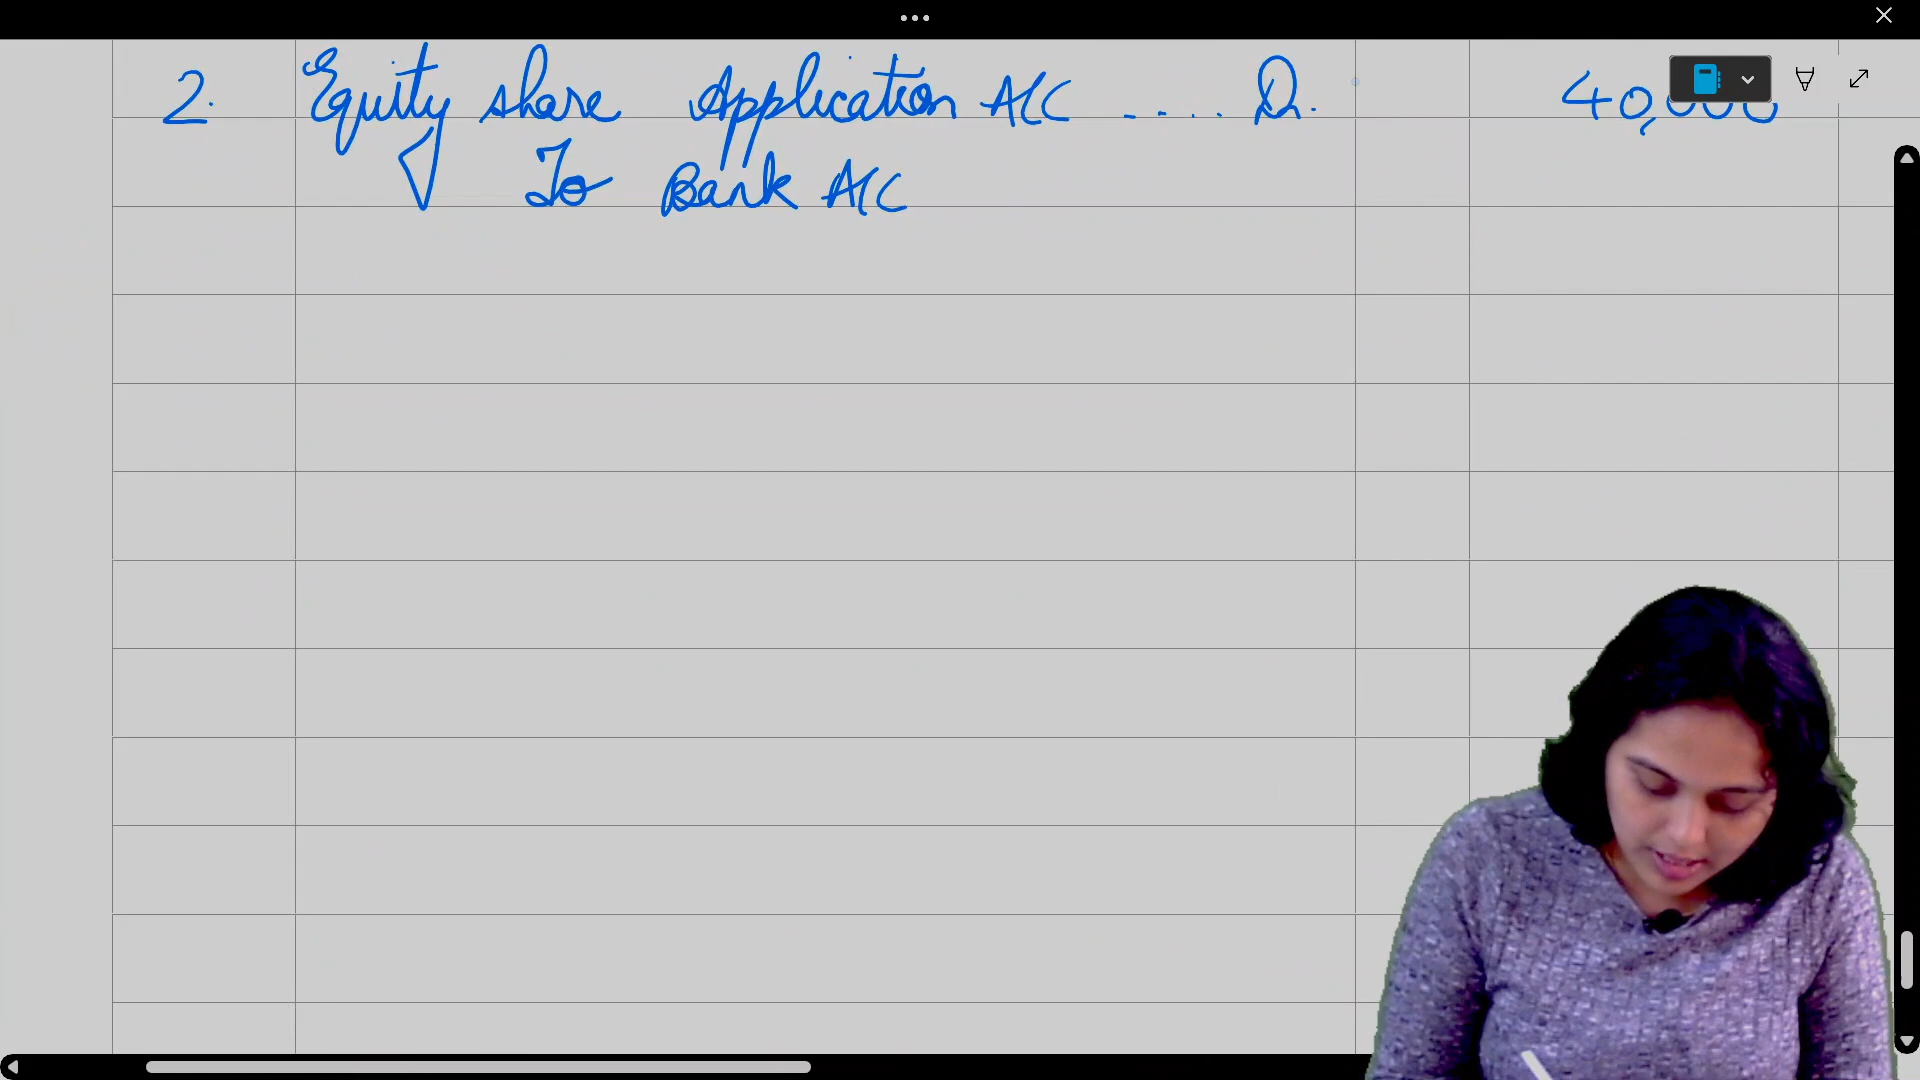 2. Equity share Application A/C .... Dr. 40,000
To Bank A/C